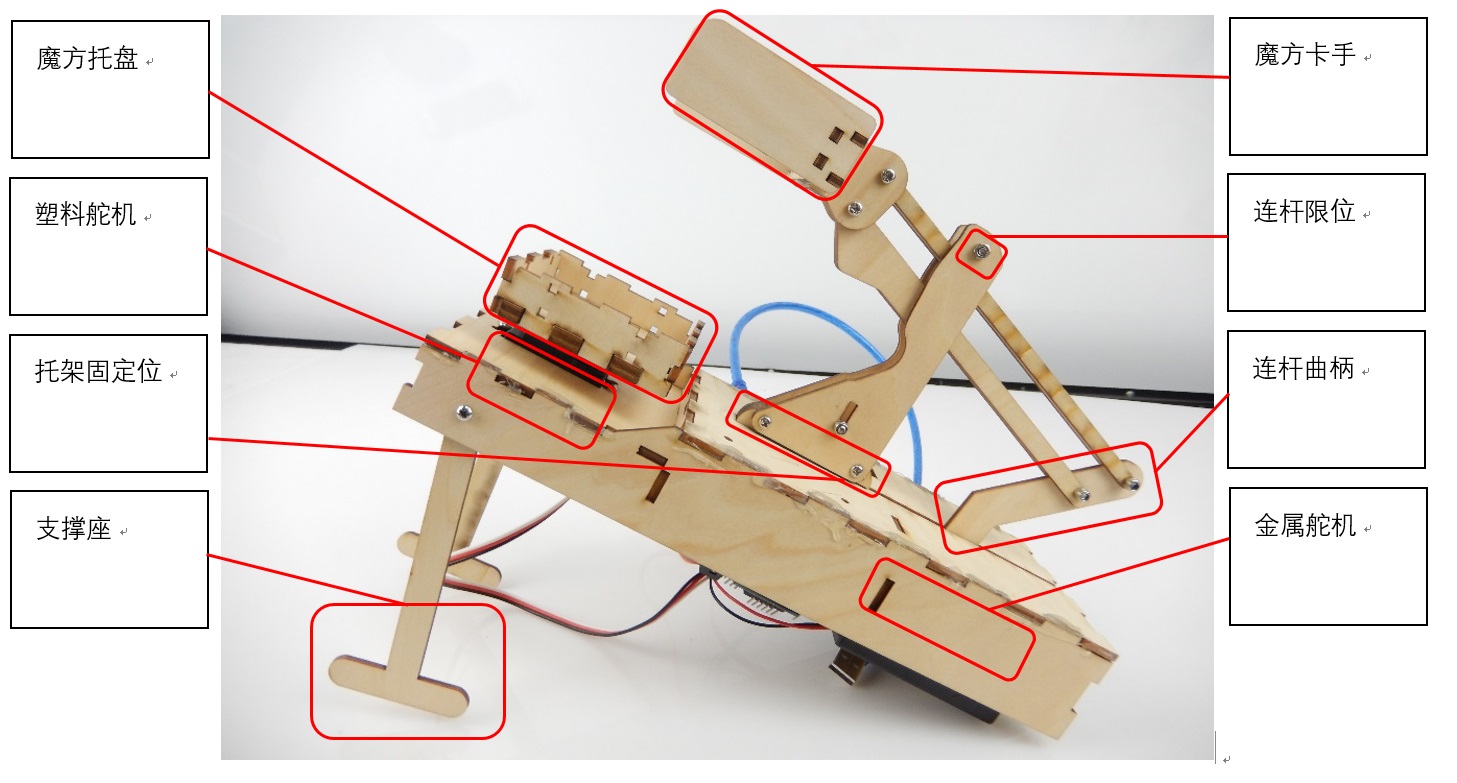 魔方托盘
塑料舵机
托架固定位
支撑座
魔方卡手
连杆限位
连杆曲柄
金属舵机